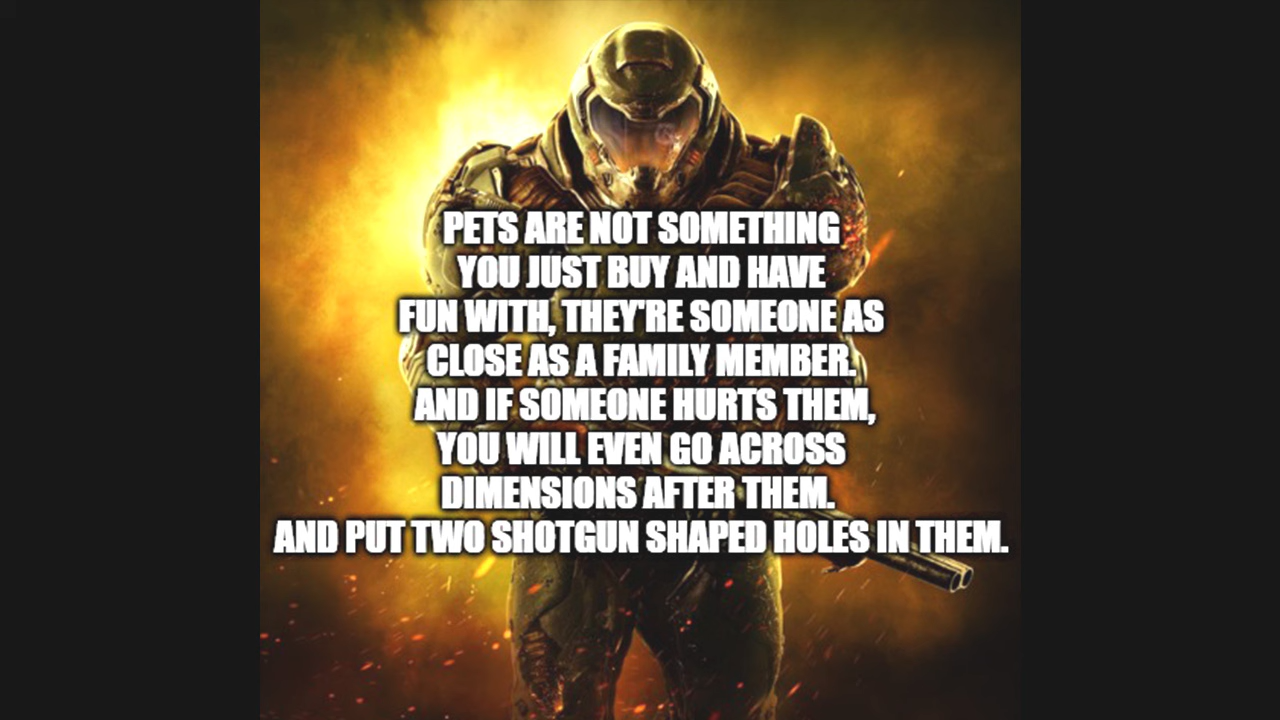 PETS ARE NOT SOMETHING
YOU JUST BUY AND HAVE
FUN WITH, THEY'RE SOMEONE AS
CLOSE AS A FAMILY MEMBER.
AND IF SOMEONE HURTS THEM,
YOU WILL EVEN GO ACROSS
DIMENSIONS AFTER THEM.
AND PUT TWO SHOTGUN SHAPED HOLES IN THEM.